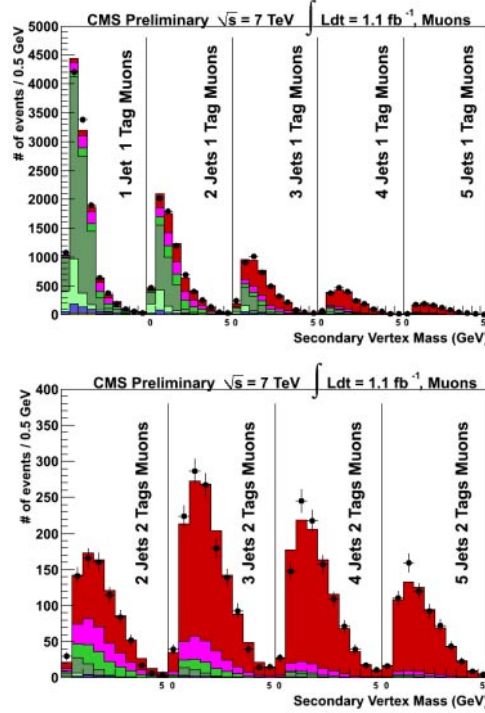 CMS Preliminary √s = 7 TeV ∫ Ldt = 1.1 fb⁻¹, Muons
# of events / 0.5 GeV
5000
4500
4000
3500
3000
2500
2000
1500
1000
500
0
1 Jet 1 Tag Muons
2 Jets 1 Tag Muons
3 Jets 1 Tag Muons
4 Jets 1 Tag Muons
5 Jets 1 Tag Muons
0 5 0 5 0 5 0 5
Secondary Vertex Mass (GeV)
CMS Preliminary √s = 7 TeV ∫ Ldt = 1.1 fb⁻¹, Muons
# of events / 0.5 GeV
400
350
300
250
200
150
100
50
0
2 Jets 2 Tags Muons
3 Jets 2 Tags Muons
4 Jets 2 Tags Muons
5 Jets 2 Tags Muons
5 0 5 0 5 0 5
Secondary Vertex Mass (GeV)